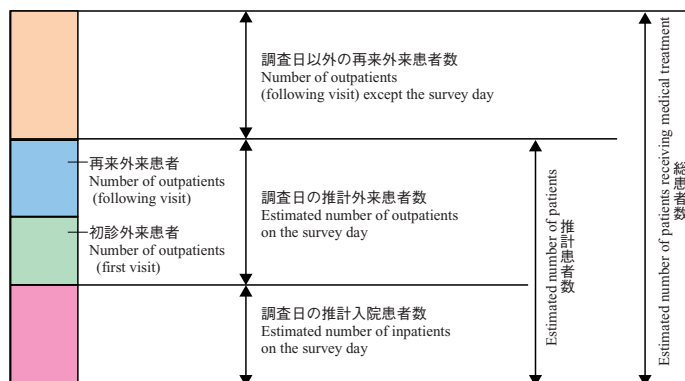 調査日以外の再来外来患者数
Number of outpatients
(following visit) except the survey day
再来外来患者
Number of outpatients
(following visit)
調査日の推計外来患者数
Estimated number of outpatients
on the survey day
初診外来患者
Number of outpatients
(first visit)
調査日の推計入院患者数
Estimated number of inpatients
on the survey day
Estimated number of patients
推計患者数
Estimated number of patients receiving medical treatment
総患者数